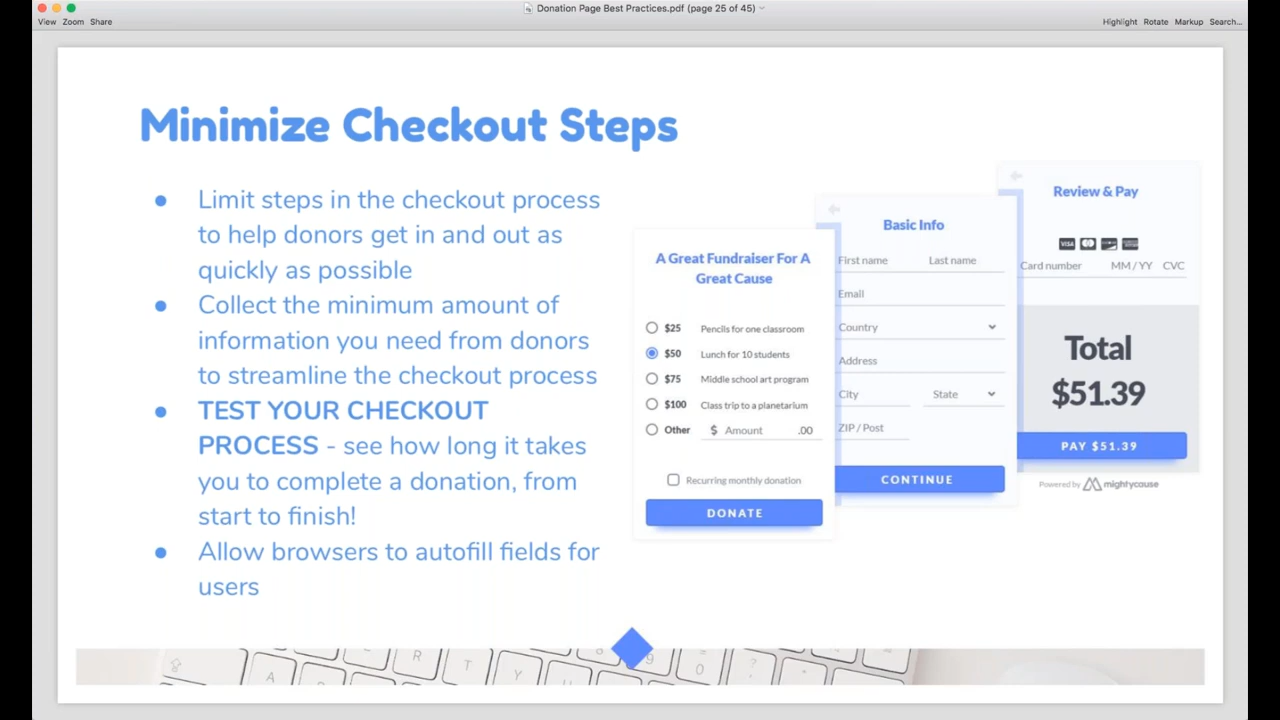 Donation Page Best Practices.pdf (page 25 of 45)
View Zoom Share
Highlight Rotate Markup Search...
Minimize Checkout Steps
● Limit steps in the checkout process
to help donors get in and out as
quickly as possible
● Collect the minimum amount of
information you need from donors
to streamline the checkout process
● TEST YOUR CHECKOUT
PROCESS - see how long it takes
you to complete a donation, from
start to finish!
● Allow browsers to autofill fields for
users
A Great Fundraiser For A
Great Cause
$25 Pencils for one classroom
$50 Lunch for 10 students
$75 Middle school art program
$100 Class trip to a planetarium
Other $ Amount .00
Recurring monthly donation
DONATE
Basic Info
First name Last name
Email
Country
Address
City State
ZIP / Post
CONTINUE
Review & Pay
VISA
Card number MM / YY CVC
Total
$51.39
PAY $51.39
Powered by mightycause
R T Y A